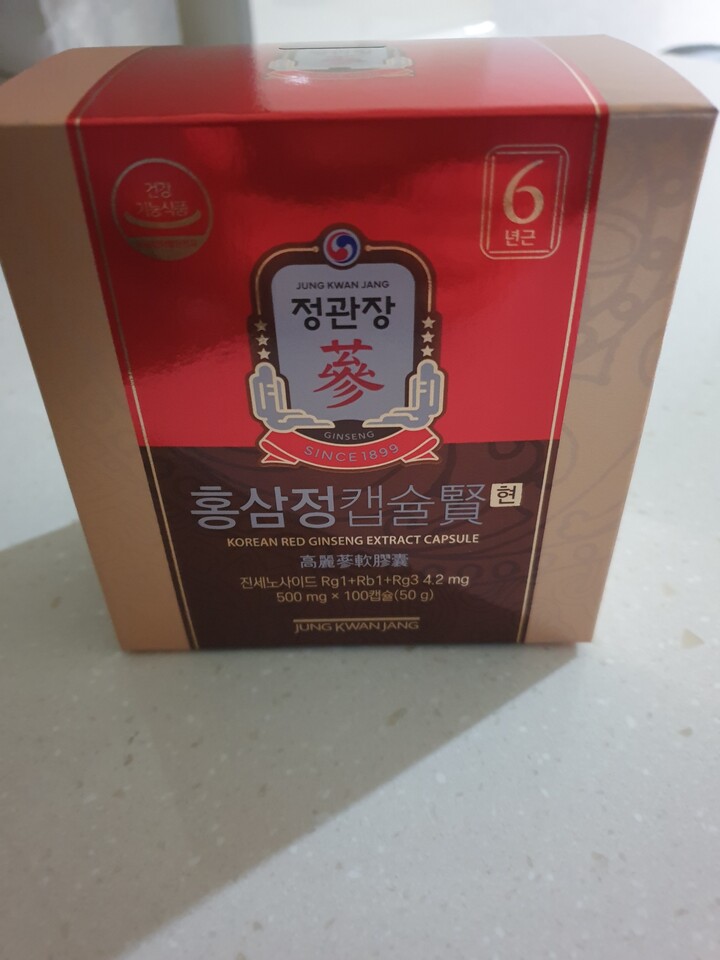 건강
기능식품
6
년근
JUNG KWAN JANG
정관장
蔘
GINSENG
SINCE 1899
홍삼정캡슐賢 현
KOREAN RED GINSENG EXTRACT CAPSULE
高麗蔘軟膠囊
진세노사이드 Rg1+Rb1+Rg3 4.2 mg
500 mg × 100캡슐(50 g)
JUNG KWAN JANG